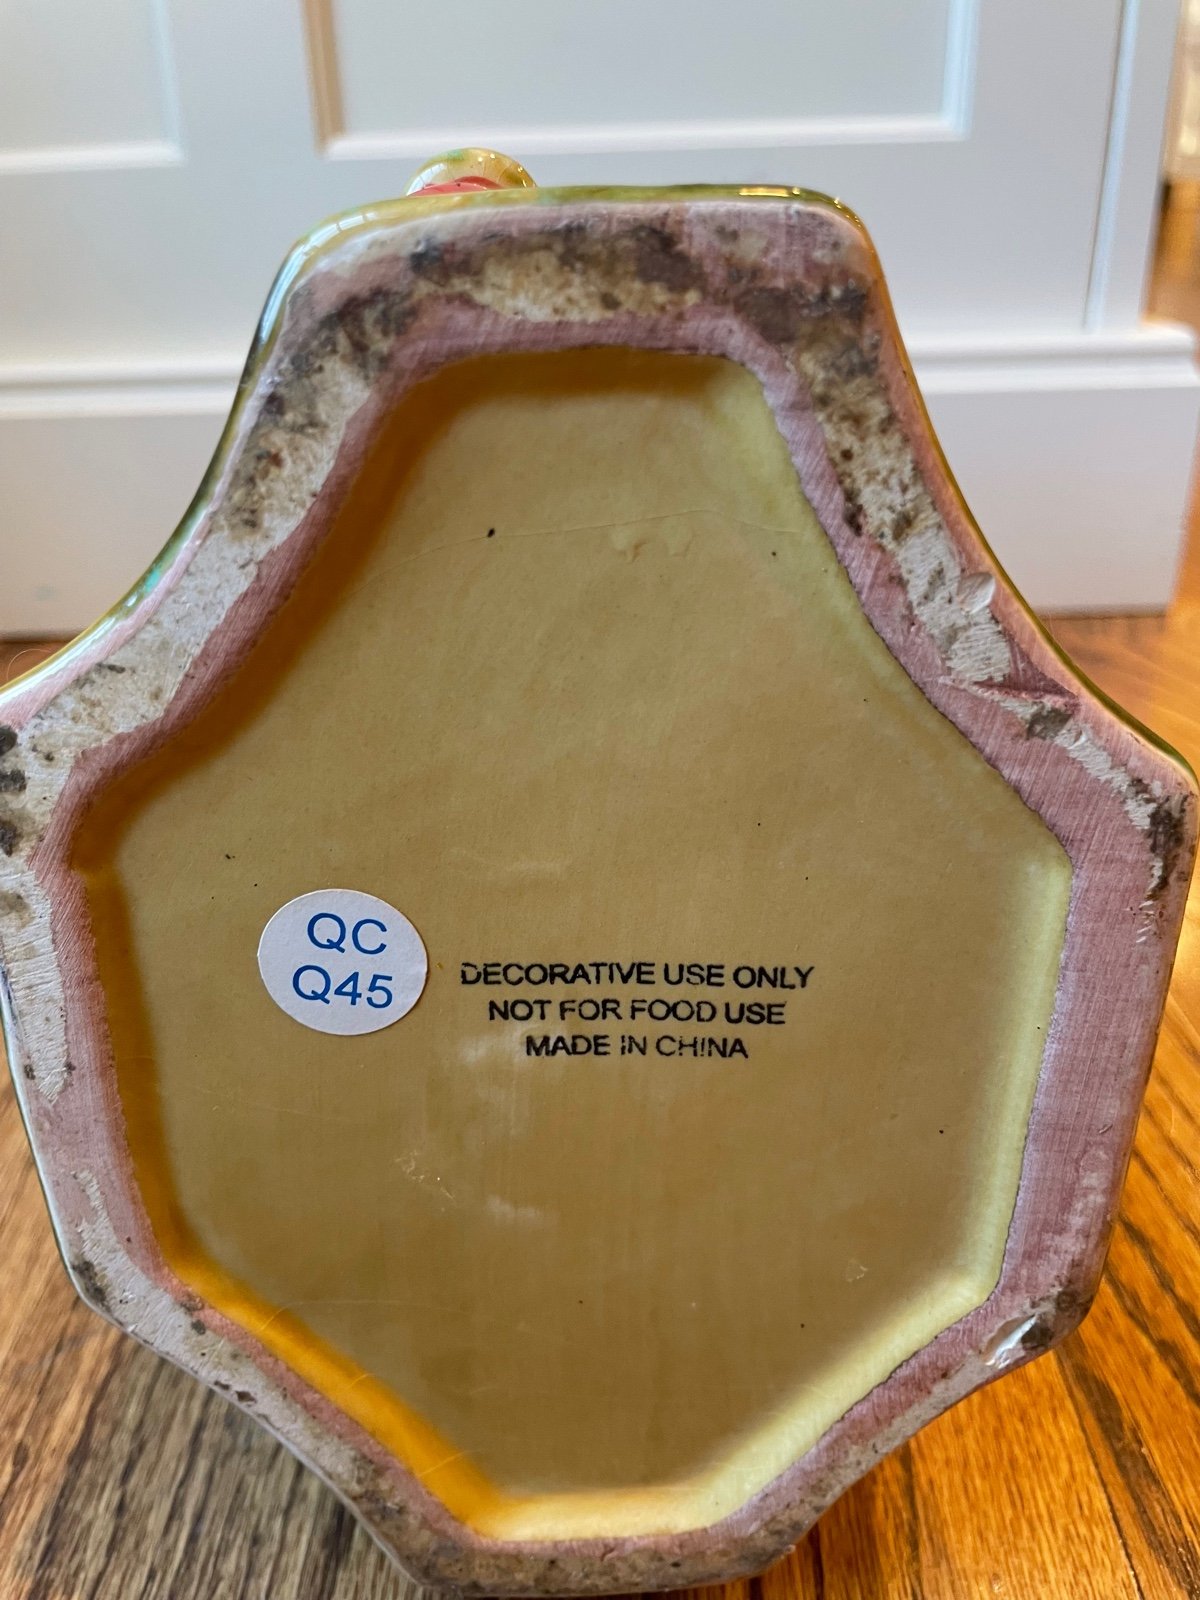 QC
Q45
DECORATIVE USE ONLY
NOT FOR FOOD USE
MADE IN CHINA